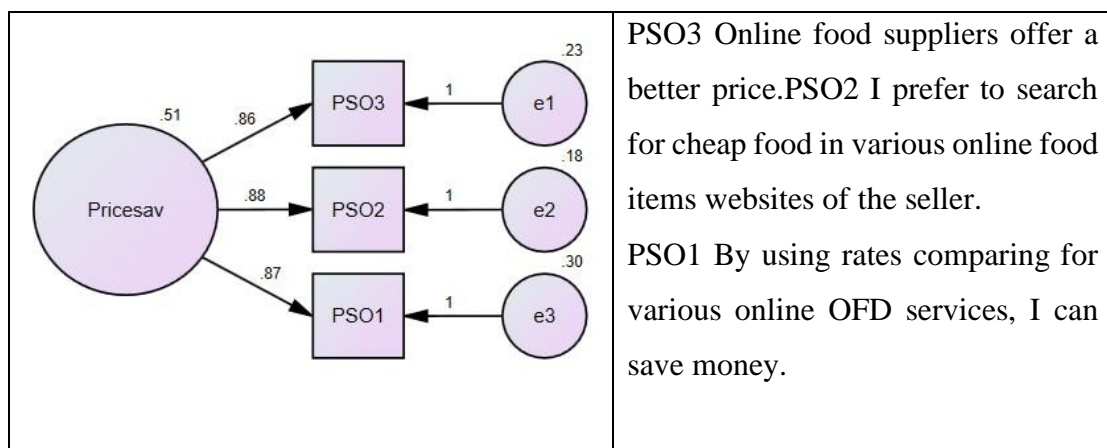 .23
PSO3
1
e1
.51
.86
.18
Pricesav
.88
PSO2
1
e2
.30
.87
PSO1
1
e3
PSO3 Online food suppliers offer a
better price.PSO2 I prefer to search
for cheap food in various online food
items websites of the seller.
PSO1 By using rates comparing for
various online OFD services, I can
save money.